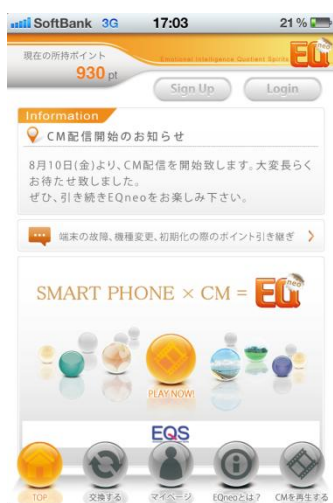 SoftBank 3G 17:03 21 %
現在の所持ポイント
930 pt
Emotional Intelligence Quotient Spirits
EQ neo
Sign Up Login
Information
CM配信開始のお知らせ
8月10日(金)より、CM配信を開始致します。大変長らく
お待たせ致しました。
ぜひ、引き続きEQneoをお楽しみ下さい。
端末の故障、機種変更、初期化の際のポイント引き継ぎ
SMART PHONE × CM = EQ neo
PLAY NOW!
EQS
TOP 交換する マイページ EQneoとは? CMを再生する